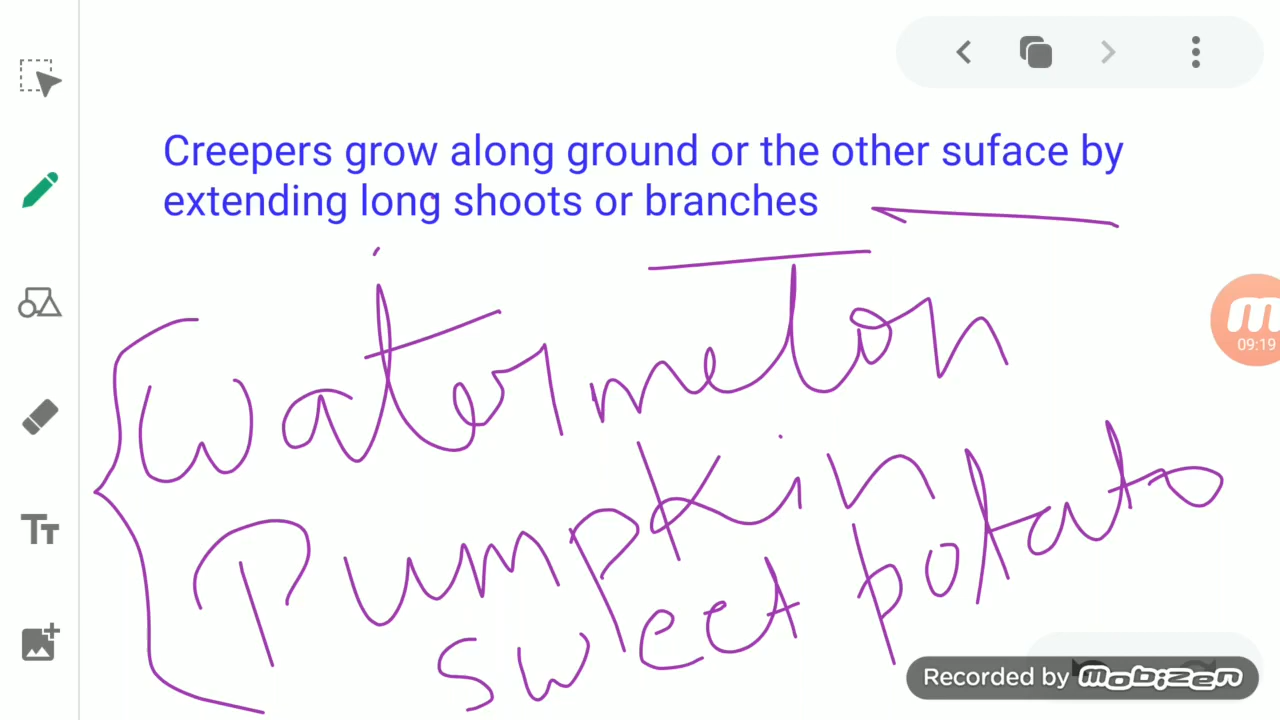 Creepers grow along ground or the other suface by
extending long shoots or branches
Watermelon
Pumpkin
sweet potato
09:19
TT
Recorded by mobizen